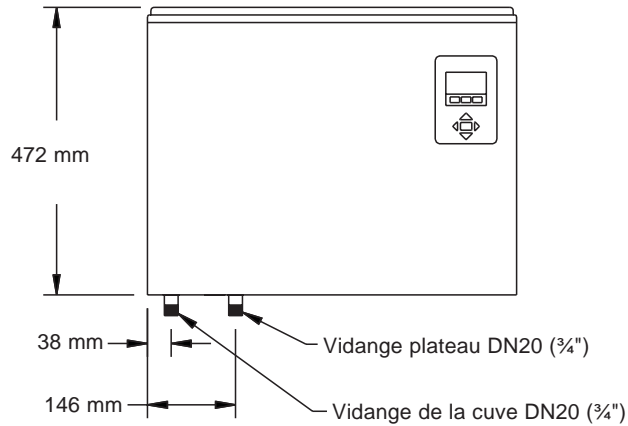 472 mm
38 mm
Vidange plateau DN20 (¾")
146 mm
Vidange de la cuve DN20 (¾")